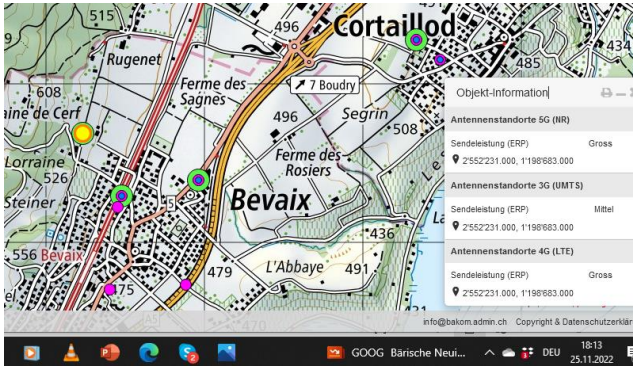 515
496
Cortaillod
434
Rugenet
485
7 Boudry
608
Ferme des
Sagnes
Segrin
508
aine de Cerf
Lorraine
526
Ferme des
Rosiers
Steiner
5
Bevaix
436
556 Bevaix
479
L'Abbaye
491
475
470
Objekt-Information
Antennenstandorte 5G (NR)
Sendeleistung (ERP) Gross
2'552'231.000, 1'198'683.000
Antennenstandorte 3G (UMTS)
Sendeleistung (ERP) Mittel
2'552'231.000, 1'198'683.000
Antennenstandorte 4G (LTE)
Sendeleistung (ERP) Gross
2'552'231.000, 1'198'683.000
info@bakom.admin.ch Copyright & Datenschutzerklär
GOOG Bärische Neui... DEU 18:13
25.11.2022